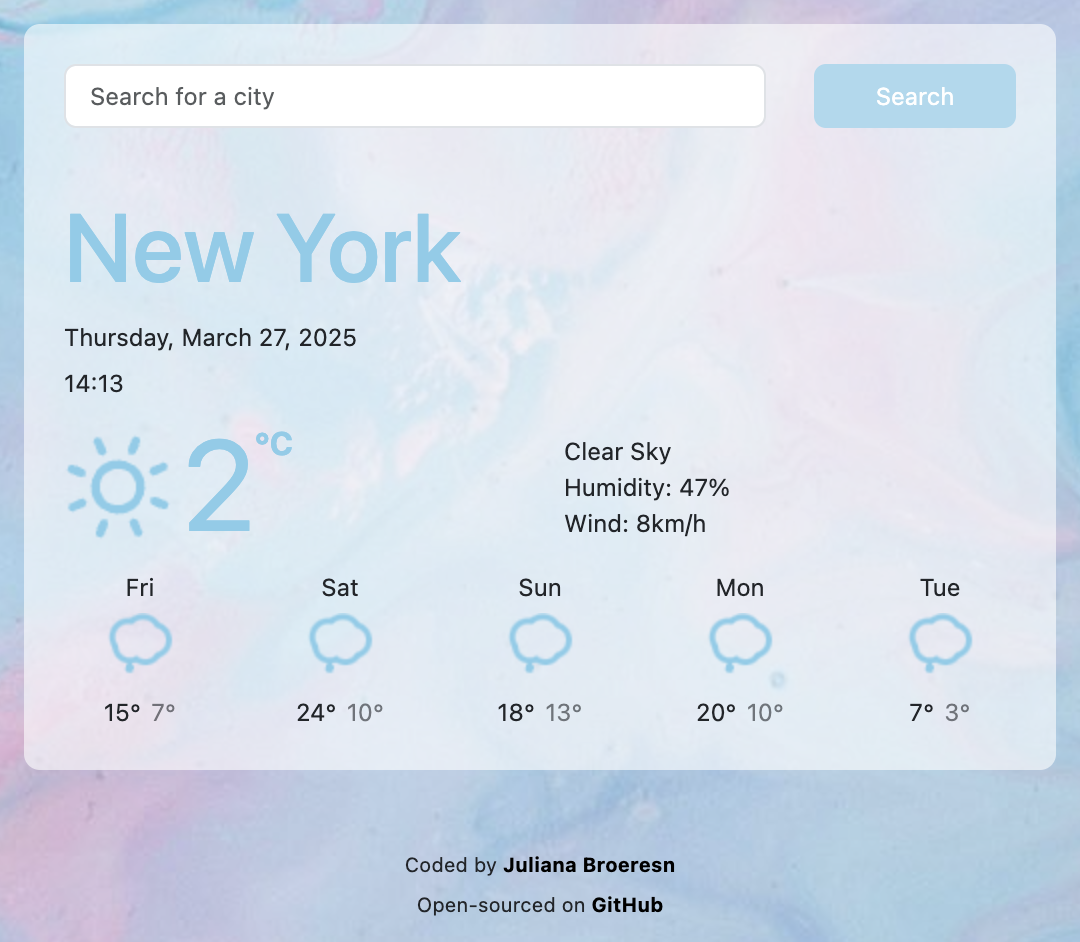 Search for a city
Search
New York
Thursday, March 27, 2025
14:13
2°C
Clear Sky
Humidity: 47%
Wind: 8km/h
Fri Sat Sun Mon Tue
15° 7° 24° 10° 18° 13° 20° 10° 7° 3°
Coded by Juliana Broeresn
Open-sourced on GitHub